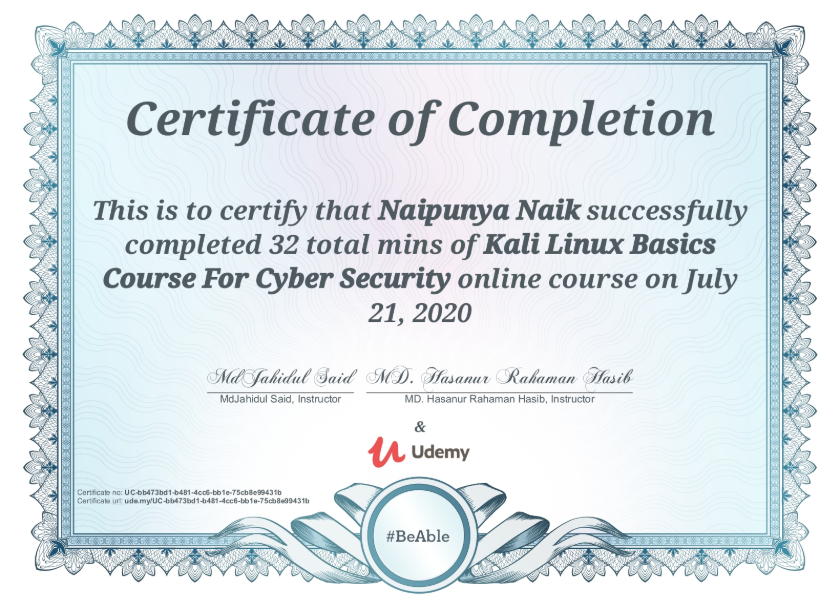 Certificate of Completion
This is to certify that Naipunya Naik successfully
completed 32 total mins of Kali Linux Basics
Course For Cyber Security online course on July
21, 2020
MdJahidul Said MD. Hasanur Rahaman Hasib
MdJahidul Said, Instructor MD. Hasanur Rahaman Hasib, Instructor
&
Udemy
Certificate no: UC-bb473bd1-b481-4cc6-bb1e-75cb8e99431b
Certificate url: ude.my/UC-bb473bd1-b481-4cc6-bb1e-75cb8e99431b
#BeAble